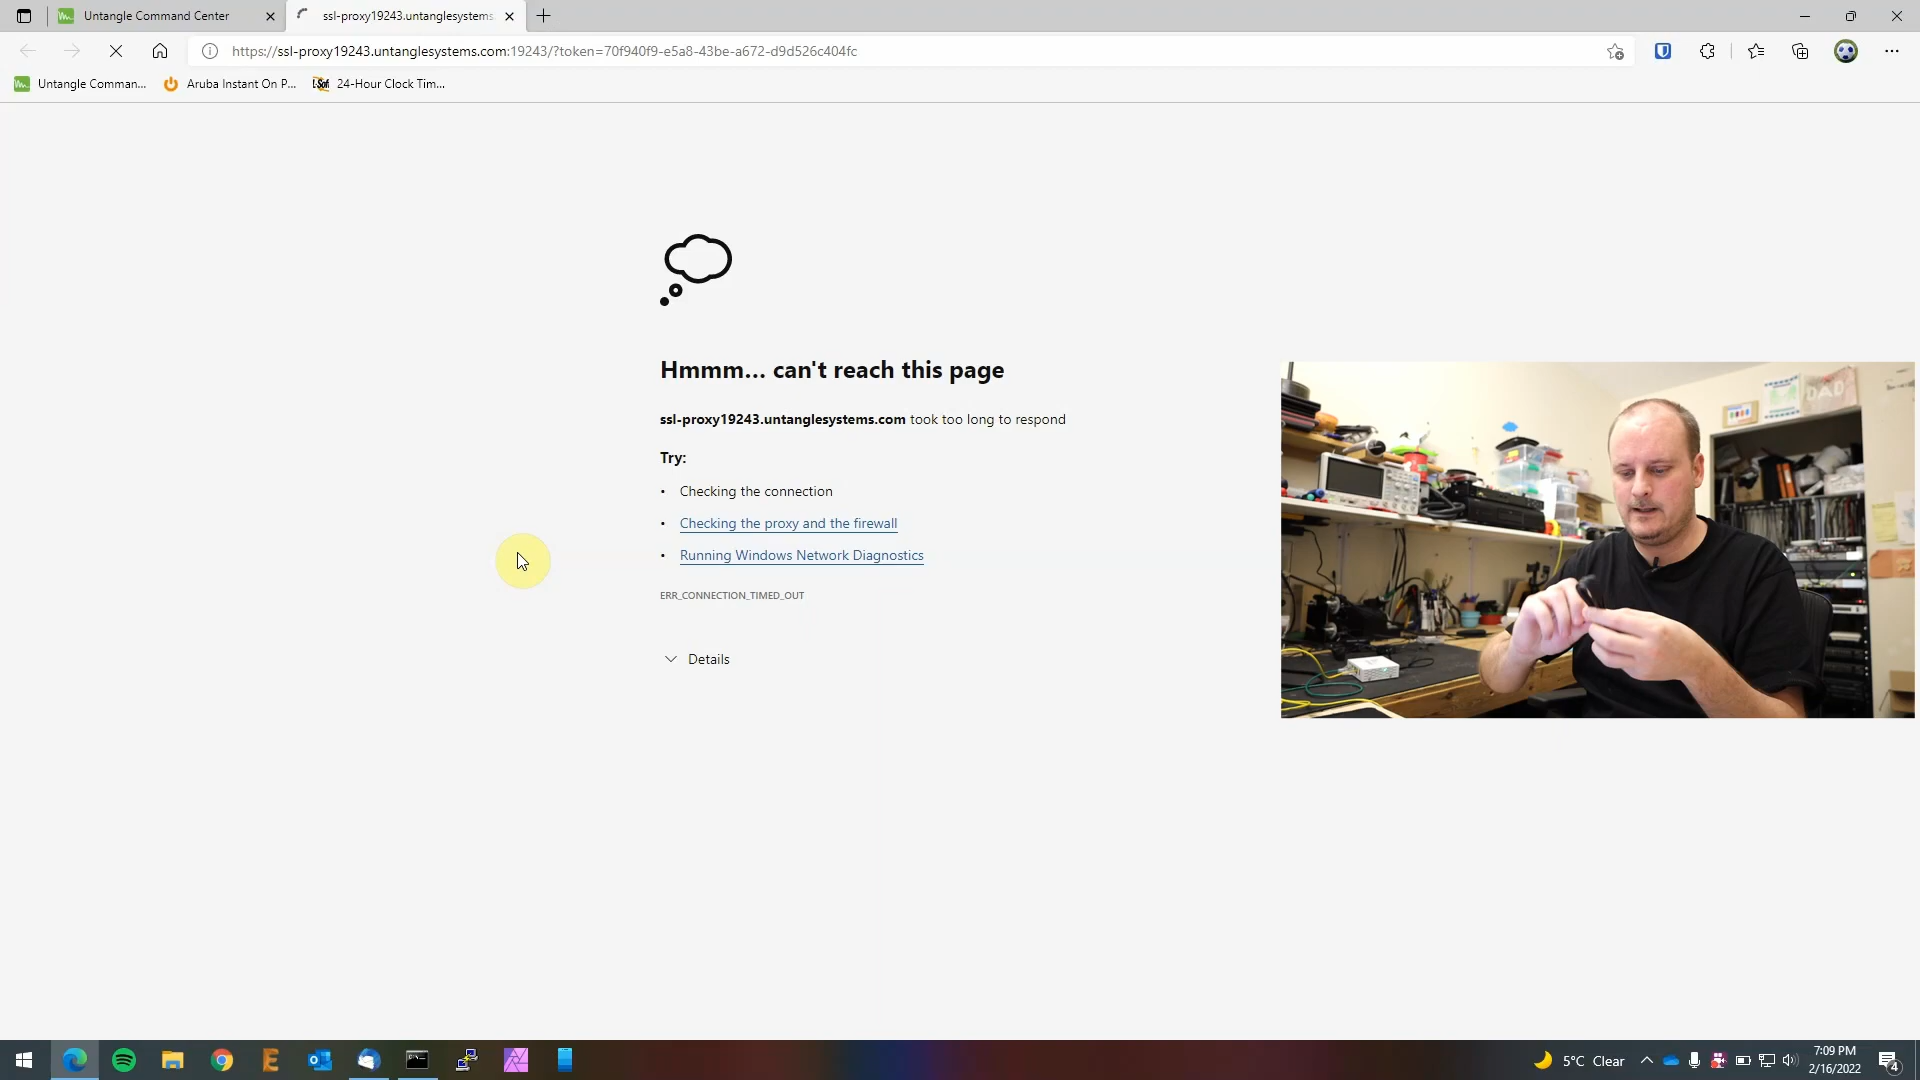 Untangle Command Center
ssl-proxy19243.untanglesystems.
https://ssl-proxy19243.untanglesystems.com:19243/?token=70f940f9-e5a8-43be-a672-d9d526c404fc
Untangle Comman...
Aruba Instant On P...
24-Hour Clock Tim...
Hmmm... can't reach this page
ssl-proxy19243.untanglesystems.com took too long to respond
Try:
• Checking the connection
• Checking the proxy and the firewall
• Running Windows Network Diagnostics
ERR_CONNECTION_TIMED_OUT
Details
DAD
5°C Clear
7:09 PM
2/16/2022
4